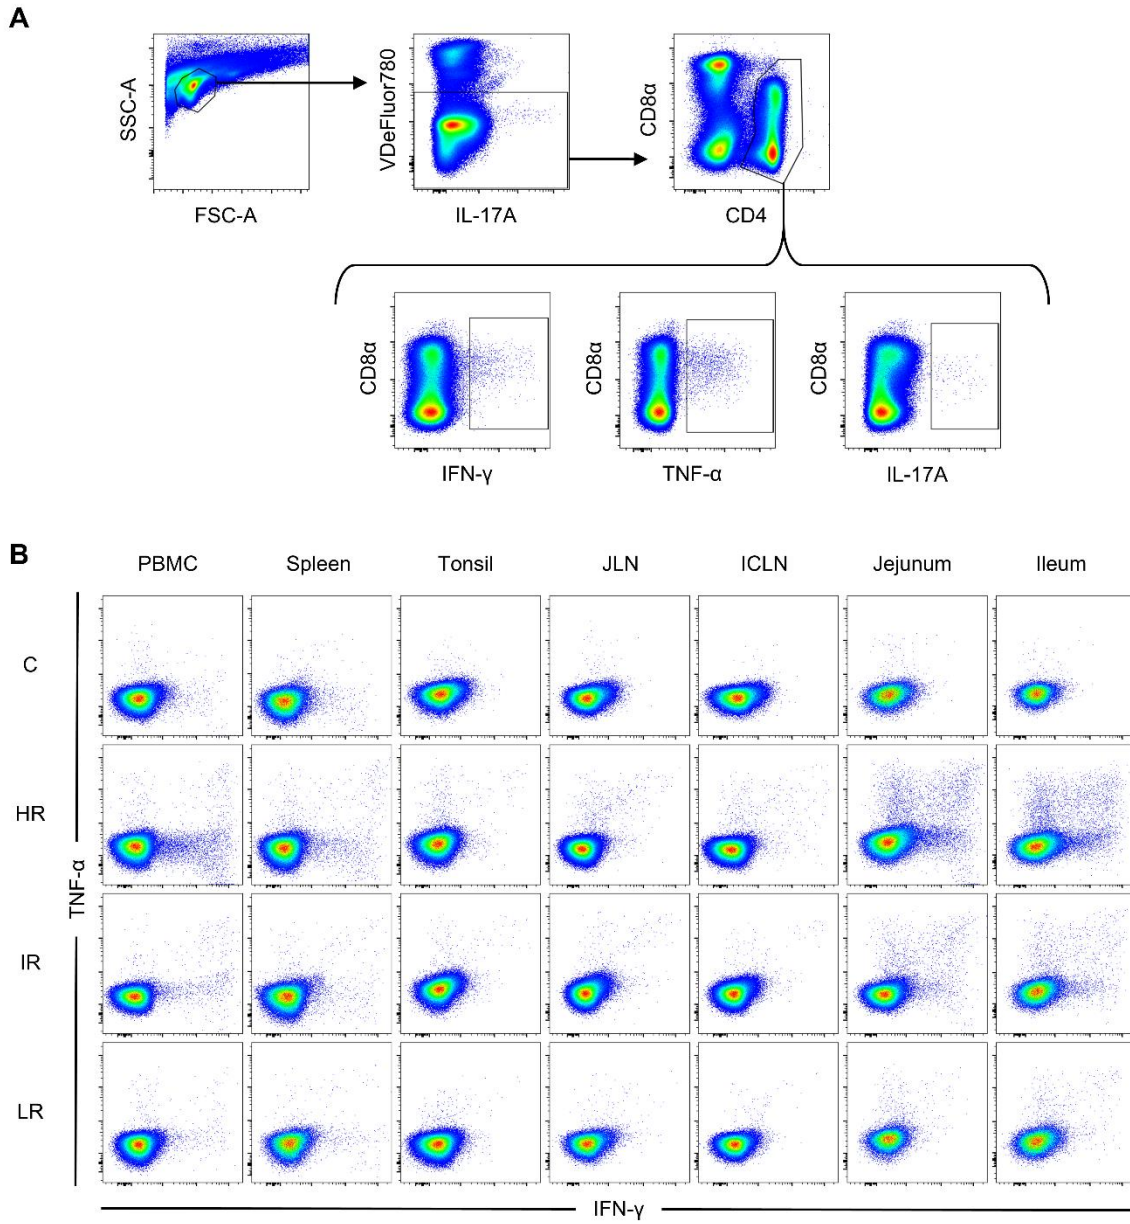 A
SSC-A
FSC-A
VDeFluor780
IL-17A
CD8α
CD4
CD8α
IFN-γ
CD8α
TNF-α
CD8α
IL-17A
B
PBMC Spleen Tonsil JLN ICLN Jejunum Ileum
C
HR
TNF-α
IR
LR
IFN-γ